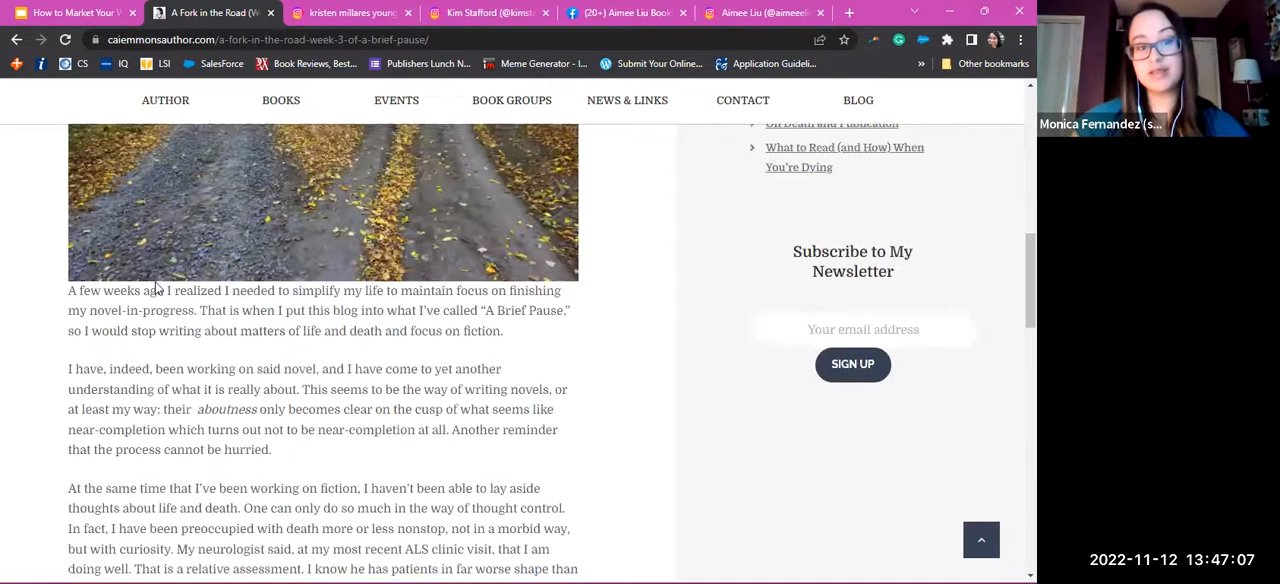 How to Market Your
A Fork in the Road (W
kristen millares young
Kim Stafford (@kimsta
(20+) Aimee Liu Book
Aimee Liu (@aimeeeli
caiemmonsauthor.com/a-fork-in-the-road-week-3-of-a-brief-pause/
CS
IQ
LSI
SalesForce
Book Reviews, Best...
Publishers Lunch N...
Meme Generator - I...
Submit Your Online...
Application Guideli...
»
Other bookmarks
AUTHOR
BOOKS
EVENTS
BOOK GROUPS
NEWS & LINKS
CONTACT
BLOG
On Death and Publication
What to Read (and How) When
You're Dying
Subscribe to My
Newsletter
Your email address
SIGN UP
A few weeks ago I realized I needed to simplify my life to maintain focus on finishing
my novel-in-progress. That is when I put this blog into what I've called “A Brief Pause,”
so I would stop writing about matters of life and death and focus on fiction.
I have, indeed, been working on said novel, and I have come to yet another
understanding of what it is really about. This seems to be the way of writing novels, or
at least my way: their aboutness only becomes clear on the cusp of what seems like
near-completion which turns out not to be near-completion at all. Another reminder
that the process cannot be hurried.
At the same time that I've been working on fiction, I haven't been able to lay aside
thoughts about life and death. One can only do so much in the way of thought control.
In fact, I have been preoccupied with death more or less nonstop, not in a morbid way,
but with curiosity. My neurologist said, at my most recent ALS clinic visit, that I am
doing well. That is a relative assessment. I know he has patients in far worse shape than
Monica Fernandez (s...
2022-11-12 13:47:07